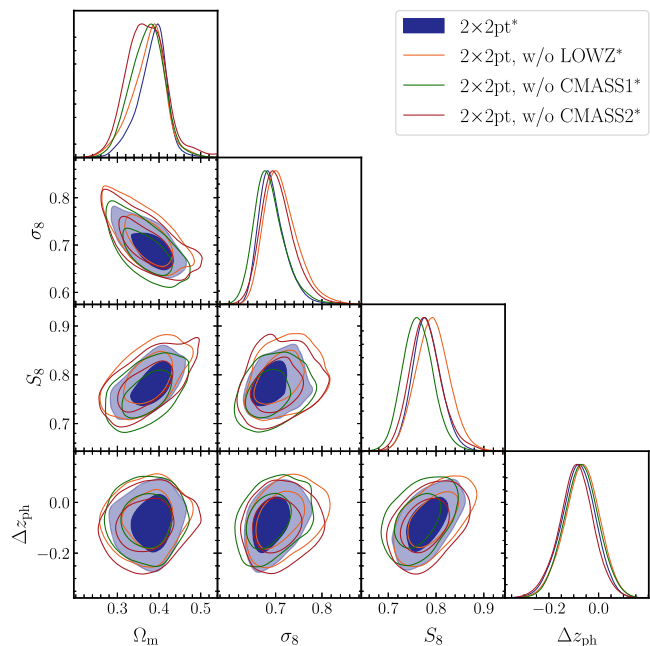 2×2pt*
2×2pt, w/o LOWZ*
2×2pt, w/o CMASS1*
2×2pt, w/o CMASS2*
σ8
0.8
0.7
0.6
S8
0.9
0.8
0.7
Δzph
0.0
−0.2
0.3 0.4 0.5 0.7 0.8 0.7 0.8 0.9 −0.2 0.0
Ωm σ8 S8 Δzph